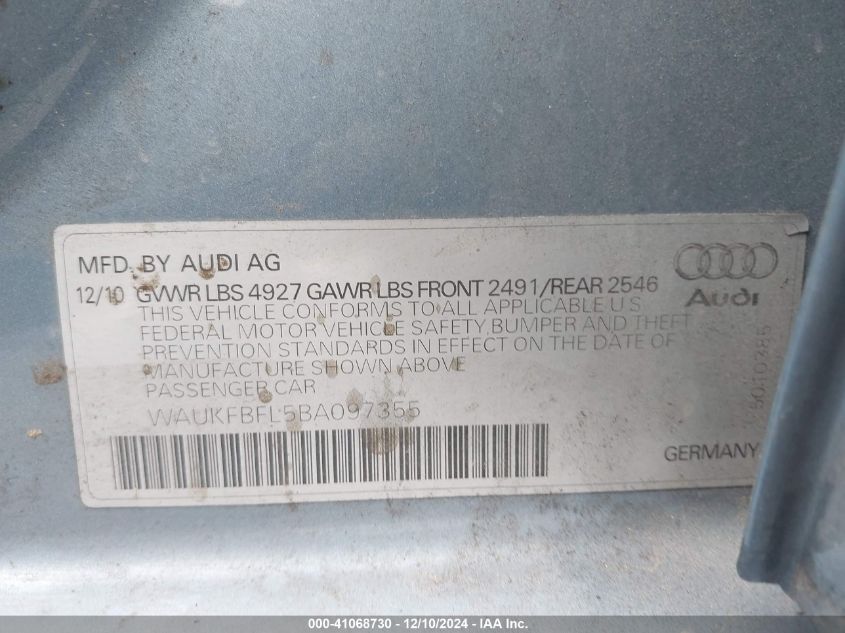 MFD. BY AUDI AG
12/10 GVWR LBS 4927 GAWR LBS FRONT 2491/REAR 2546
THIS VEHICLE CONFORMS TO ALL APPLICABLE U S
FEDERAL MOTOR VEHICLE SAFETY, BUMPER AND THEFT
PREVENTION STANDARDS IN EFFECT ON THE DATE OF
MANUFACTURE SHOWN ABOVE
PASSENGER CAR
WAUKFBFL5BA097355
Audi
GERMANY
000-41068730 - 12/10/2024 - IAA Inc.